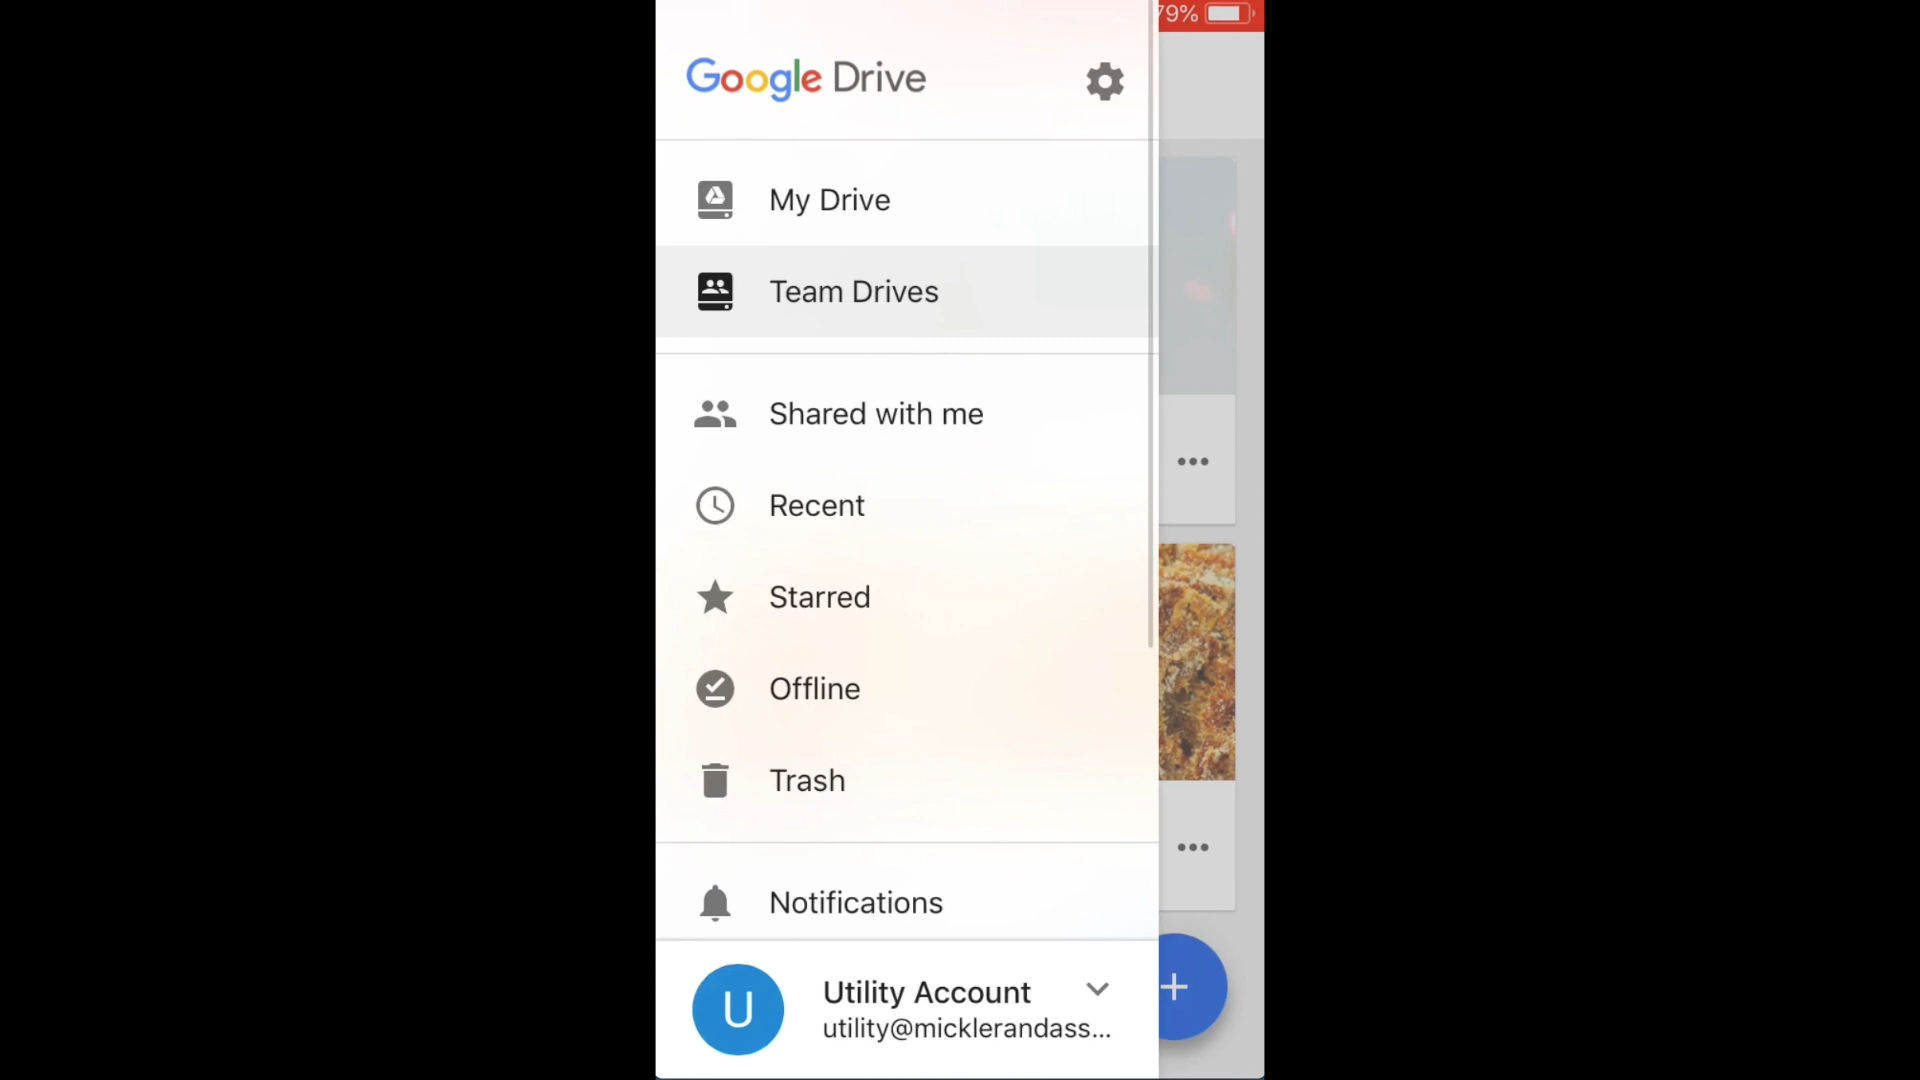 79%
Google Drive
My Drive
Team Drives
Shared with me
Recent
Starred
Offline
Trash
Notifications
U
Utility Account
utility@micklerandass...